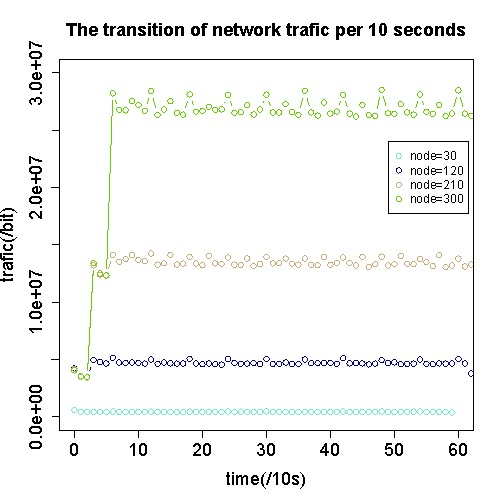 The transition of network trafic per 10 seconds
trafic(/bit)
3.0e+07
2.0e+07
1.0e+07
0.0e+00
node=30
node=120
node=210
node=300
0 10 20 30 40 50 60
time(/10s)